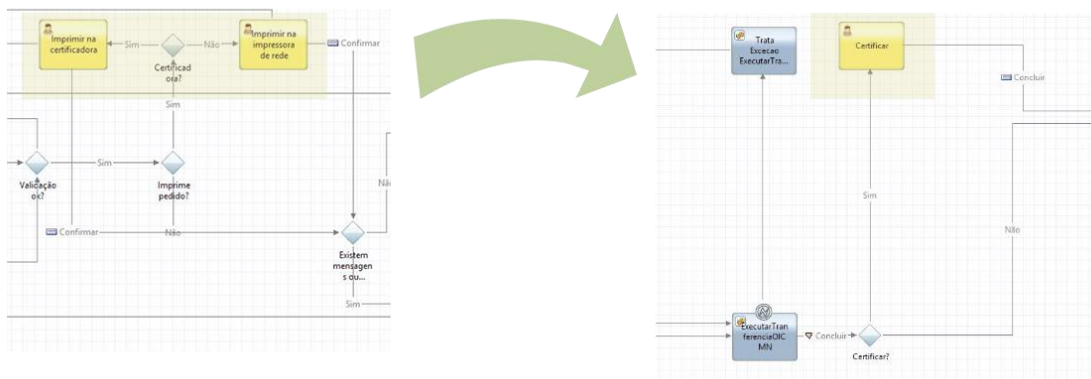 Imprimir na
certificadora
Sim
Não
Imprimir na
impressora
de rede
Confirmar
Certificad
ora?
Sim
Validação
ok?
Sim
Imprime
pedido?
Não
Confirmar
Não
Existem
mensagen
s ou...
Sim
Trata
Excecao
ExecutarTra...
Certificar
Concluir
Sim
Não
ExecutarTran
ferenciaOIC
MN
Concluir
Certificar?